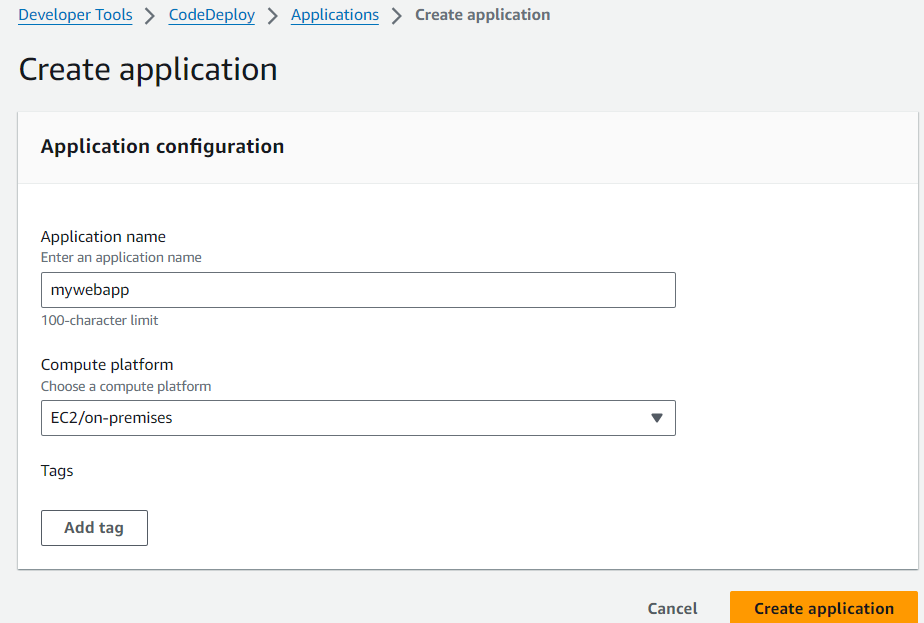 Developer Tools > CodeDeploy > Applications > Create application
Create application
Application configuration
Application name
Enter an application name
mywebapp
100-character limit
Compute platform
Choose a compute platform
EC2/on-premises
Tags
Add tag
Cancel Create application